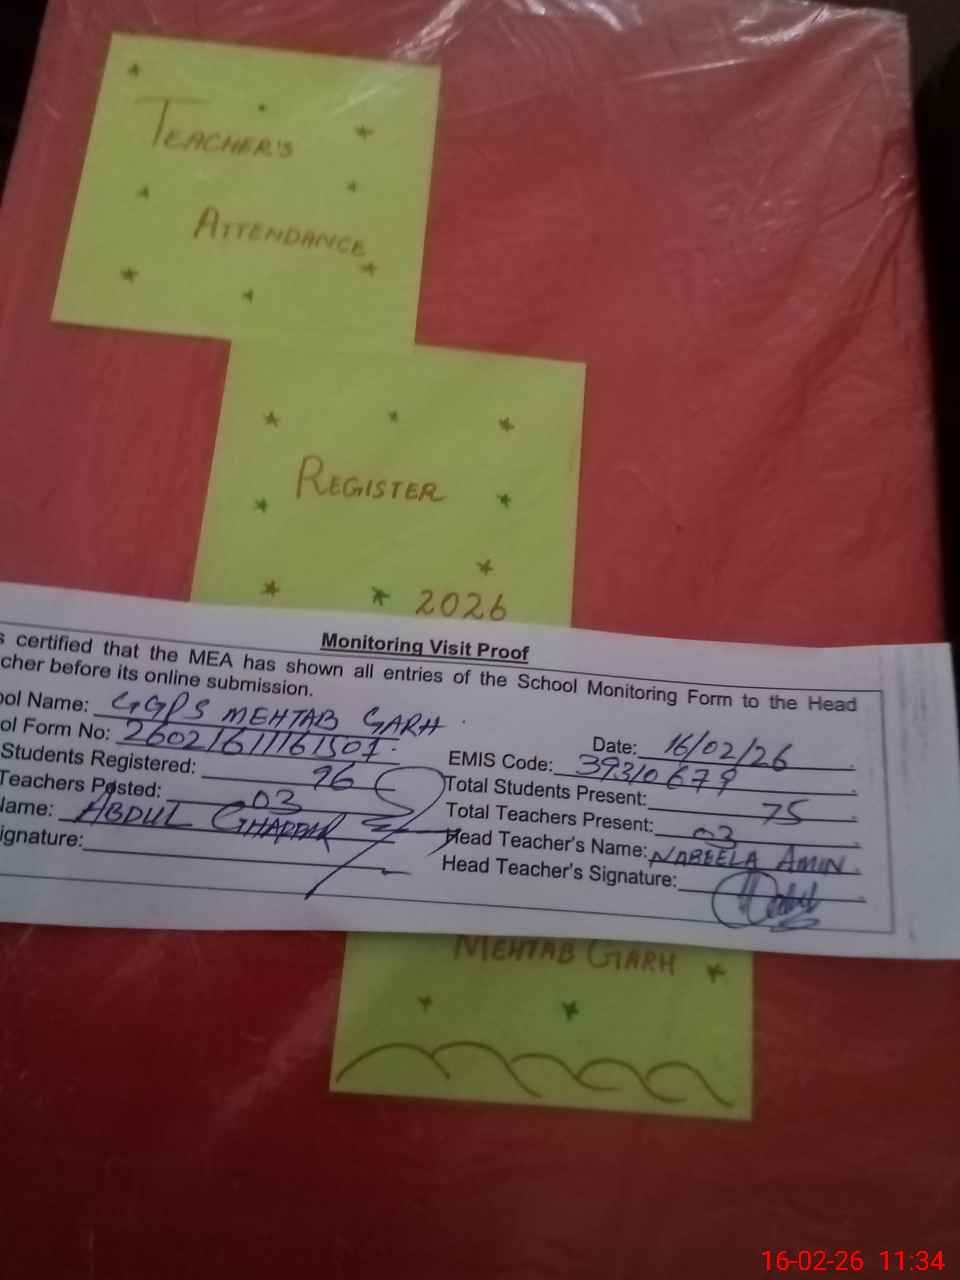 TEACHER'S
ATTENDANCE
REGISTER
2026
Monitoring Visit Proof
s certified that the MEA has shown all entries of the School Monitoring Form to the Head
cher before its online submission.
ool Name: GGPS MEHTAB GARH
Date: 16/02/26
ol Form No:
EMIS Code: 39310679
Students Registered: 96
Total Students Present: 75
Teachers Posted: 03
Total Teachers Present: 03
Name: ABDUL GHAFFAR
Head Teacher's Name: NABEELA AMIN
ignature:
Head Teacher's Signature:
MEHTAB GARH
16-02-26 11:34